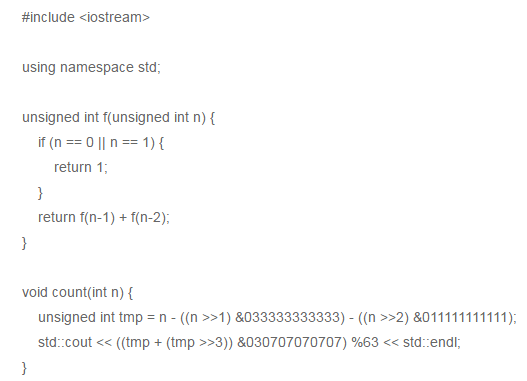 #include <iostream>
using namespace std;
unsigned int f(unsigned int n) {
if (n == 0 || n == 1) {
return 1;
}
return f(n-1) + f(n-2);
}
void count(int n) {
unsigned int tmp = n - ((n >>1) &033333333333) - ((n >>2) &011111111111);
std::cout << ((tmp + (tmp >>3)) &030707070707) %63 << std::endl;
}